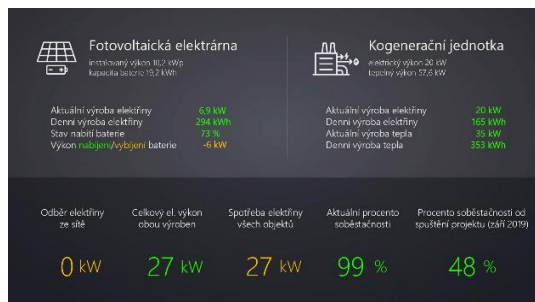 Fotovoltaická elektrárna
instalovaný výkon 10,2 kWp
kapacita baterie 19,2 kWh
Aktuální výroba elektřiny 6,9 kW
Denní výroba elektřiny 294 kWh
Stav nabití baterie 73 %
Výkon nabíjení/vybíjení baterie -6 kW
Kogenerační jednotka
elektrický výkon 20 kW
tepelný výkon 57,6 kW
Aktuální výroba elektřiny 20 kW
Denní výroba elektřiny 165 kWh
Aktuální výroba tepla 35 kW
Denní výroba tepla 353 kWh
Odběr elektřiny
ze sítě
0 kW
Celkový el. výkon
obou výroben
27 kW
Spotřeba elektřiny
všech objektů
27 kW
Aktuální procento
soběstačnosti
99 %
Procento soběstačnosti od
spuštění projektu (září 2019)
48 %